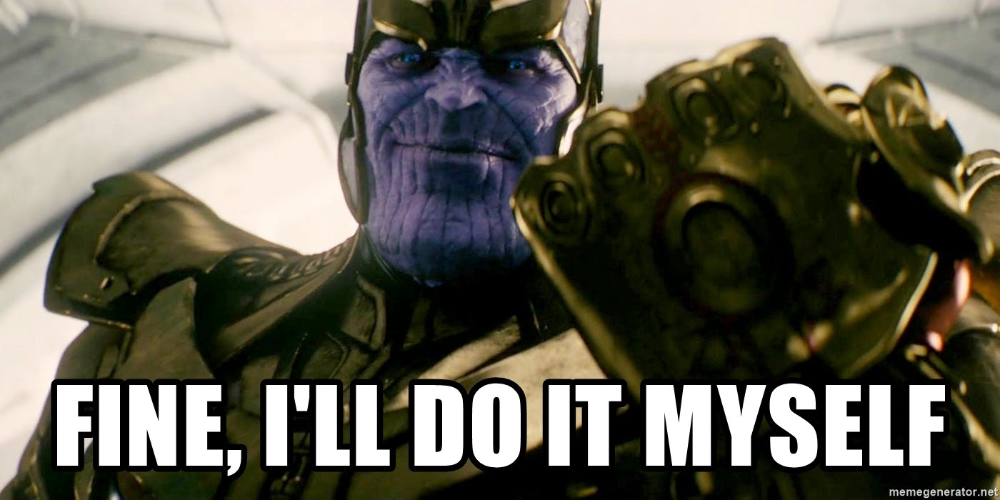 FINE, I'LL DO IT MYSELF
memegenerator.net